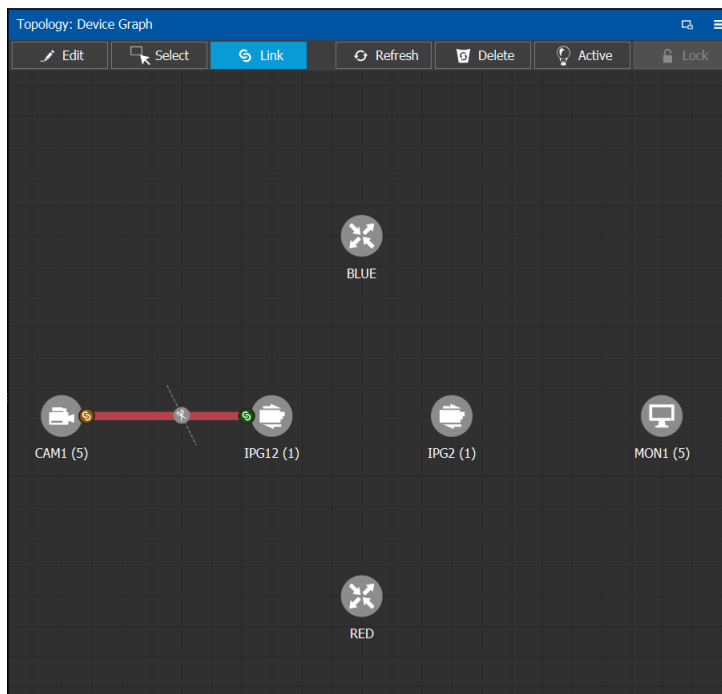 Topology: Device Graph
Edit Select Link Refresh Delete Active Lock
BLUE
CAM1 (5) IPG12 (1) IPG2 (1) MON1 (5)
RED